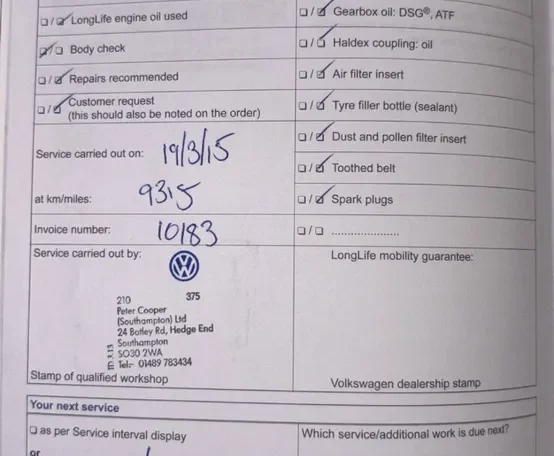 LongLife engine oil used
Body check
Repairs recommended
Customer request
(this should also be noted on the order)
Service carried out on: 19/3/15
at km/miles: 9315
Invoice number: 10183
Service carried out by:
210 375
Peter Cooper
(Southampton) Ltd
24 Botley Rd, Hedge End
Southampton
SO30 2WA
Tel:- 01489 783434
Stamp of qualified workshop
Gearbox oil: DSG®, ATF
Haldex coupling: oil
Air filter insert
Tyre filler bottle (sealant)
Dust and pollen filter insert
Toothed belt
Spark plugs
....................
LongLife mobility guarantee:
Volkswagen dealership stamp
Your next service
as per Service interval display
or
Which service/additional work is due next?